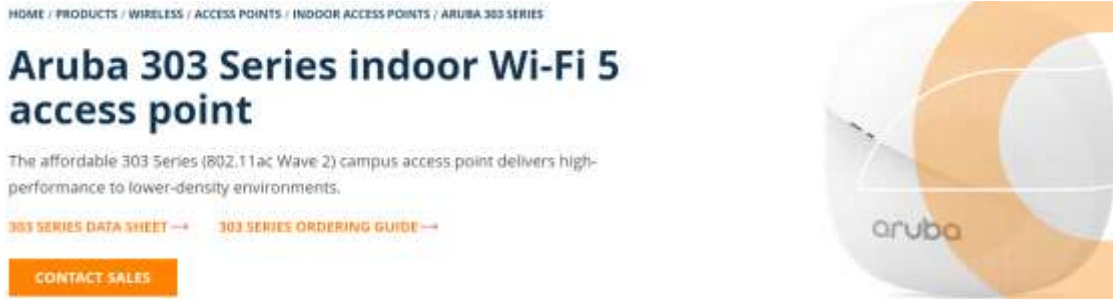 HOME / PRODUCTS / WIRELESS / ACCESS POINTS / INDOOR ACCESS POINTS / ARUBA 303 SERIES
Aruba 303 Series indoor Wi-Fi 5
access point
The affordable 303 Series (802.11ac Wave 2) campus access point delivers high-
performance to lower-density environments.
303 SERIES DATA SHEET→ 303 SERIES ORDERING GUIDE→
CONTACT SALES
aruba